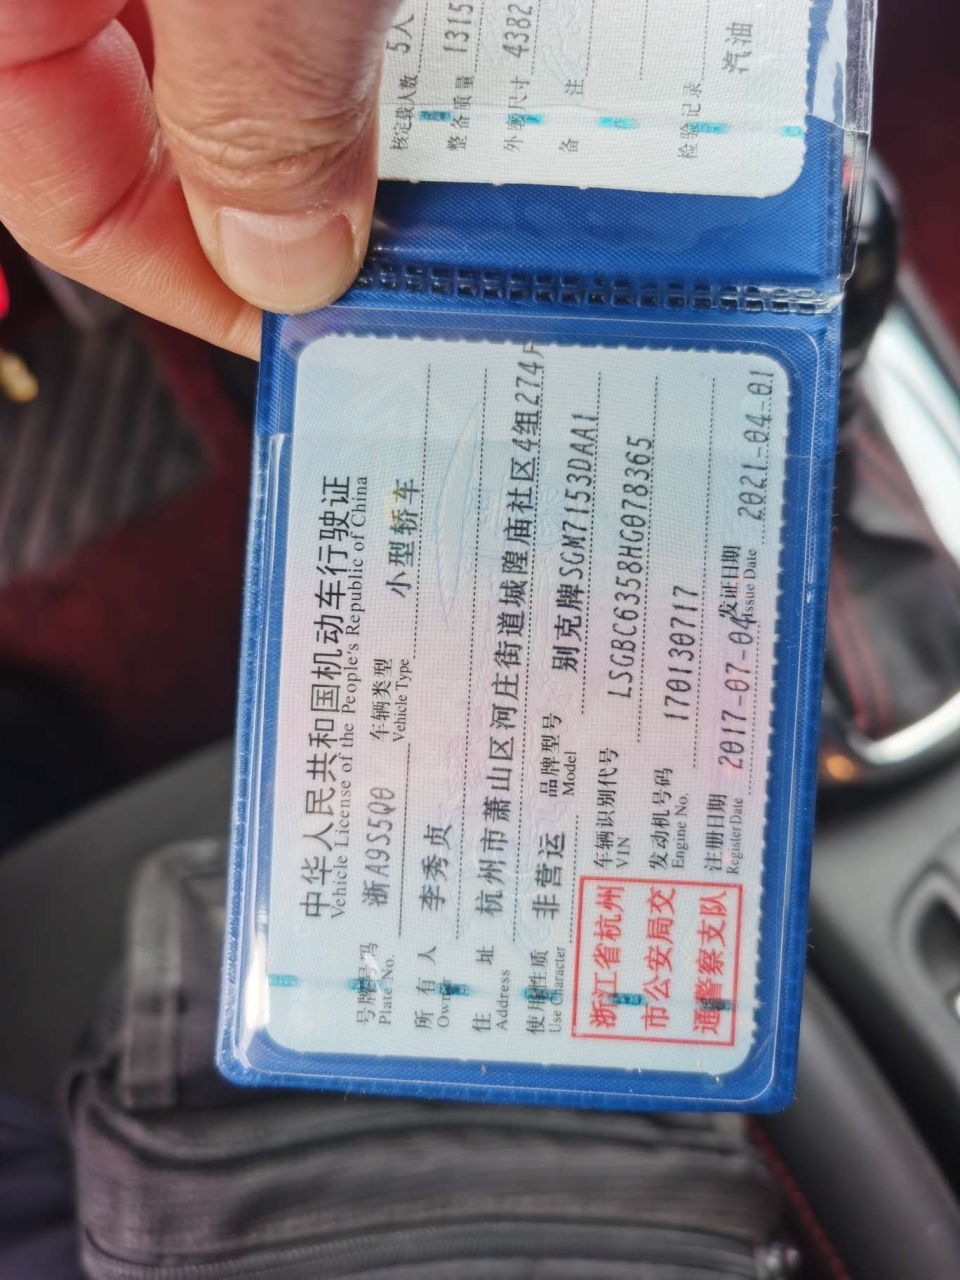 中华人民共和国机动车行驶证
Vehicle License of the People's Republic of China
号牌号码 浙A9S5Q0 车辆类型 小型轿车
Plate No. Vehicle Type
所有人 李秀贞
Owner
住址 杭州市萧山区河庄街道城隍庙社区4组274户
Address
使用性质 非营运 品牌型号 别克牌SGM7153DAA1
Use Character Model
浙江省杭州
市公安局交
通警察支队
车辆识别代号 LSGBC6358HG078365
VIN
发动机号码 170130717
Engine No.
注册日期 2017-07-04 发证日期 2021-04-01
Register Date Issue Date
核定载人数 5人
整备质量 1315
外廓尺寸 4382
备注
检验记录
汽油